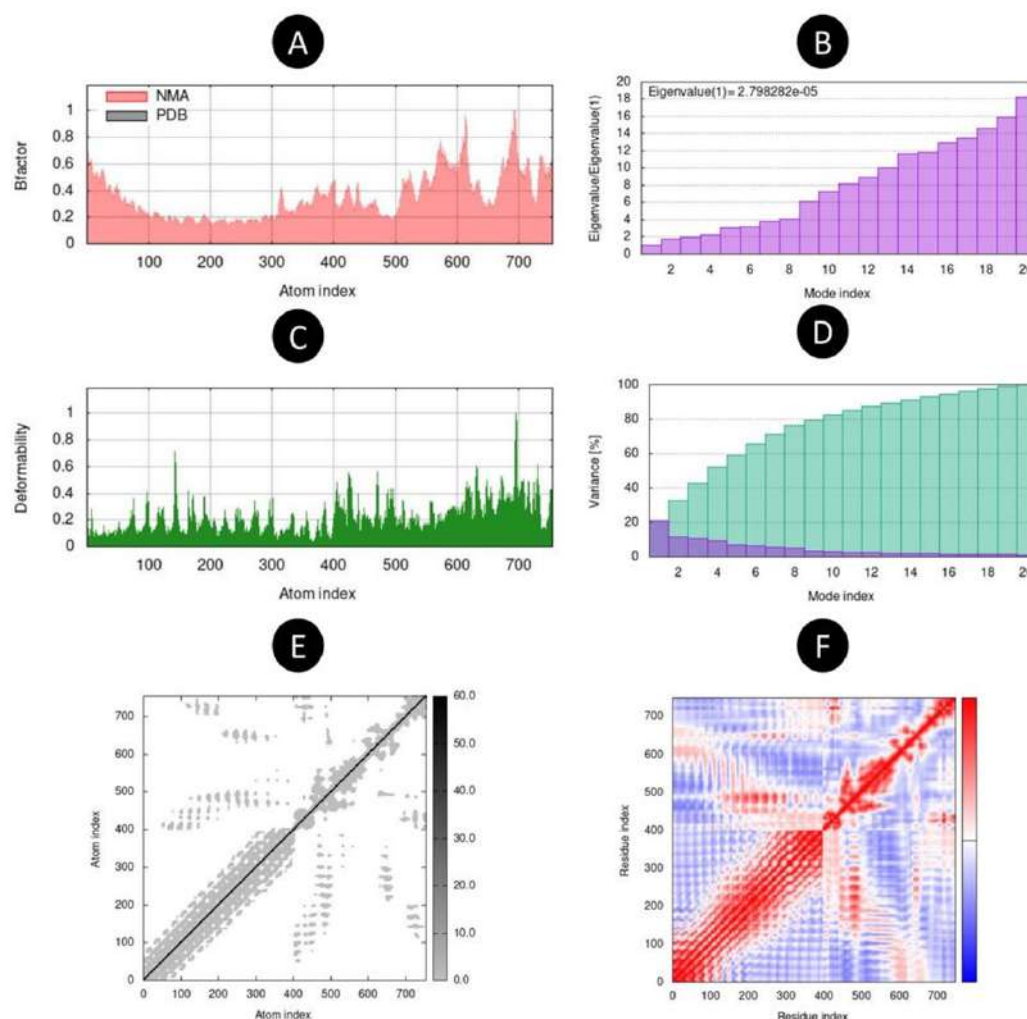 A
B
NMA
PDB
Bfactor
1
0.8
0.6
0.4
0.2
0
100 200 300 400 500 600 700
Atom index
Eigenvalue(1)= 2.798282e-05
Eigenvalue/Eigenvalue(1)
20
18
16
14
12
10
8
6
4
2
0
2 4 6 8 10 12 14 16 18 20
Mode index
C
D
Deformability
1
0.8
0.6
0.4
0.2
0
100 200 300 400 500 600 700
Atom index
Variance [%]
100
80
60
40
20
0
2 4 6 8 10 12 14 16 18 20
Mode index
E
F
Atom index
700
600
500
400
300
200
100
0
0 100 200 300 400 500 600 700
Atom index
60.0
50.0
40.0
30.0
20.0
10.0
0.0
Residue index
700
600
500
400
300
200
100
0
0 100 200 300 400 500 600 700
Residue index